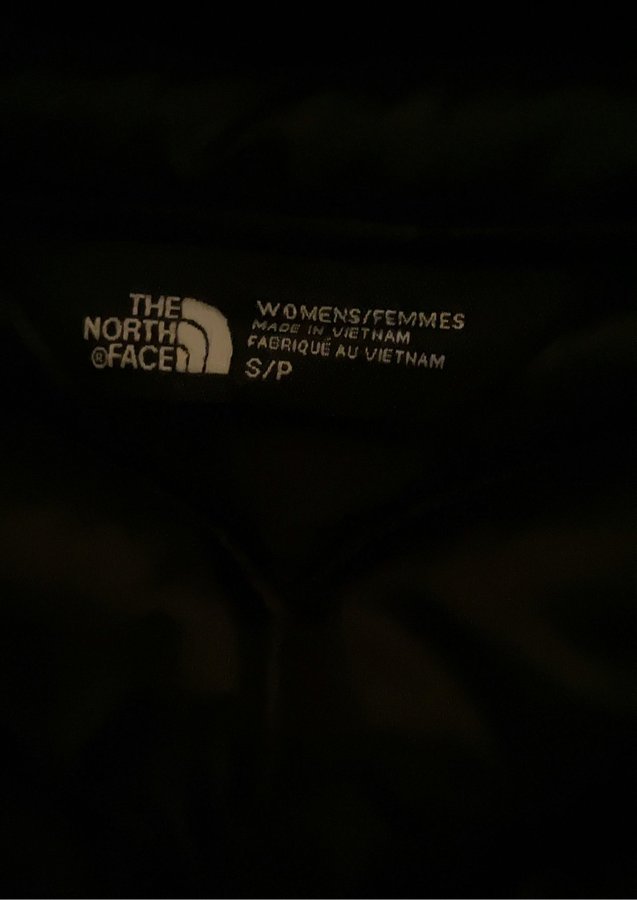 THE
NORTH
®FACE
WOMENS/FEMMES
MADE IN VIETNAM
FABRIQUÉ AU VIETNAM
S/P